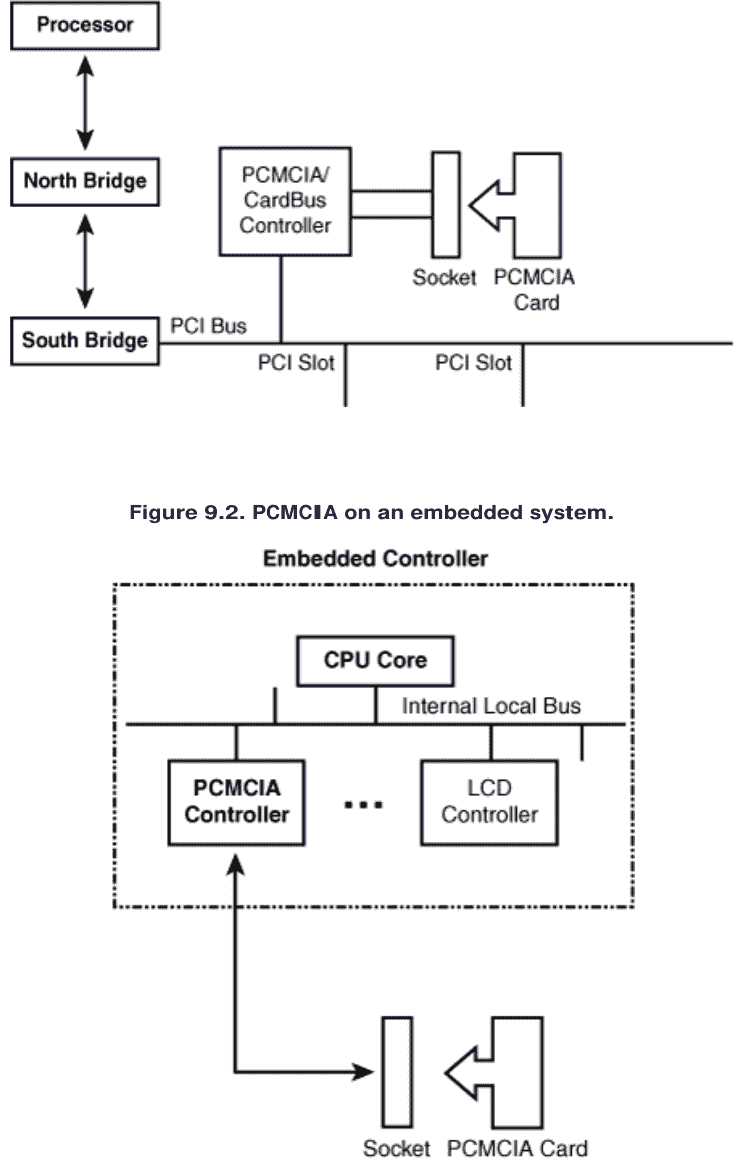 Processor
North Bridge
PCMCIA/
CardBus
Controller
Socket
PCMCIA
Card
South Bridge
PCI Bus
PCI Slot
PCI Slot
Figure 9.2. PCMCIA on an embedded system.
Embedded Controller
CPU Core
Internal Local Bus
PCMCIA
Controller
LCD
Controller
Socket
PCMCIA Card